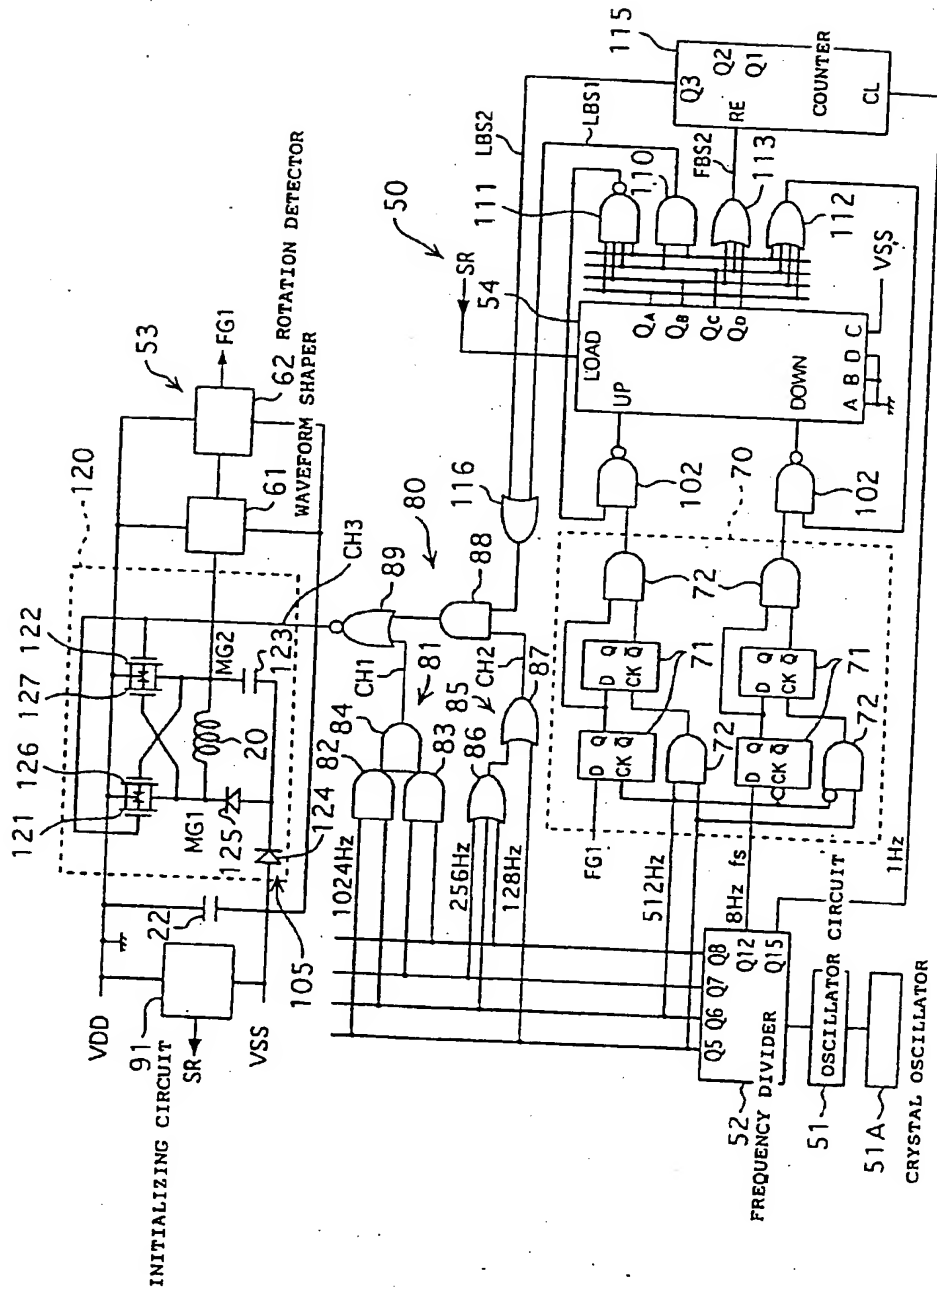 120
53
121
126
127
122
FG1
62 ROTATION DETECTOR
61
WAVEFORM SHAPER
MG1
MG2
20
123
CH3
125
124
105
22
VDD
VSS
91
SR
INITIALIZING CIRCUIT
89
80
CH1
81
88
CH2
116
82
84
83
85
86
87
1024Hz
256Hz
128Hz
50
SR
54
LBS2
LBS1
111
110
FBS2
113
112
115
Q3
Q2
Q1
RE
COUNTER
CL
LOAD
UP
DOWN
QA
QB
QC
QD
A B D C
VSS
102
102
70
72
72
71
71
72
72
D Q
CK Q̅
D Q
CK Q̅
D Q
CK Q̅
D Q
CK Q̅
FG1
512Hz
8Hz fs
1Hz
Q5 Q6 Q7 Q8
Q12
Q15
52
FREQUENCY DIVIDER
51
OSCILLATOR CIRCUIT
51A
CRYSTAL OSCILLATOR